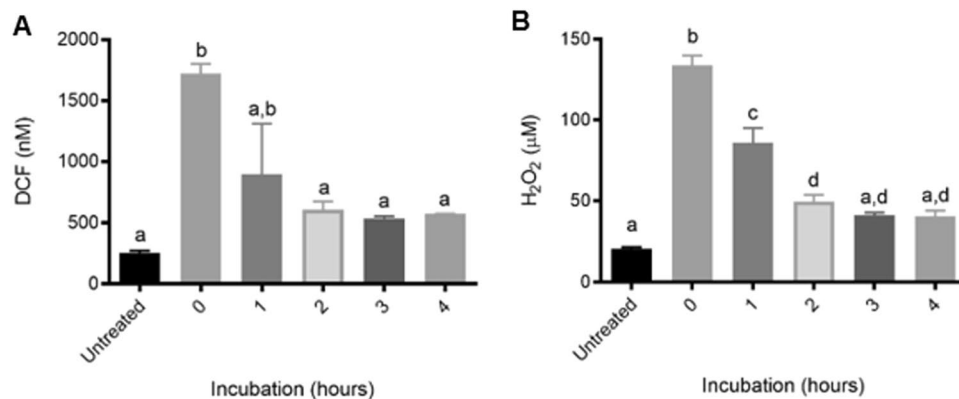 A
2000
1500
1000
500
0
DCF (nM)
a
b
a,b
a
a
a
Untreated
0
1
2
3
4
Incubation (hours)
B
150
100
50
0
H₂O₂ (μM)
a
b
c
d
a,d
a,d
Untreated
0
1
2
3
4
Incubation (hours)